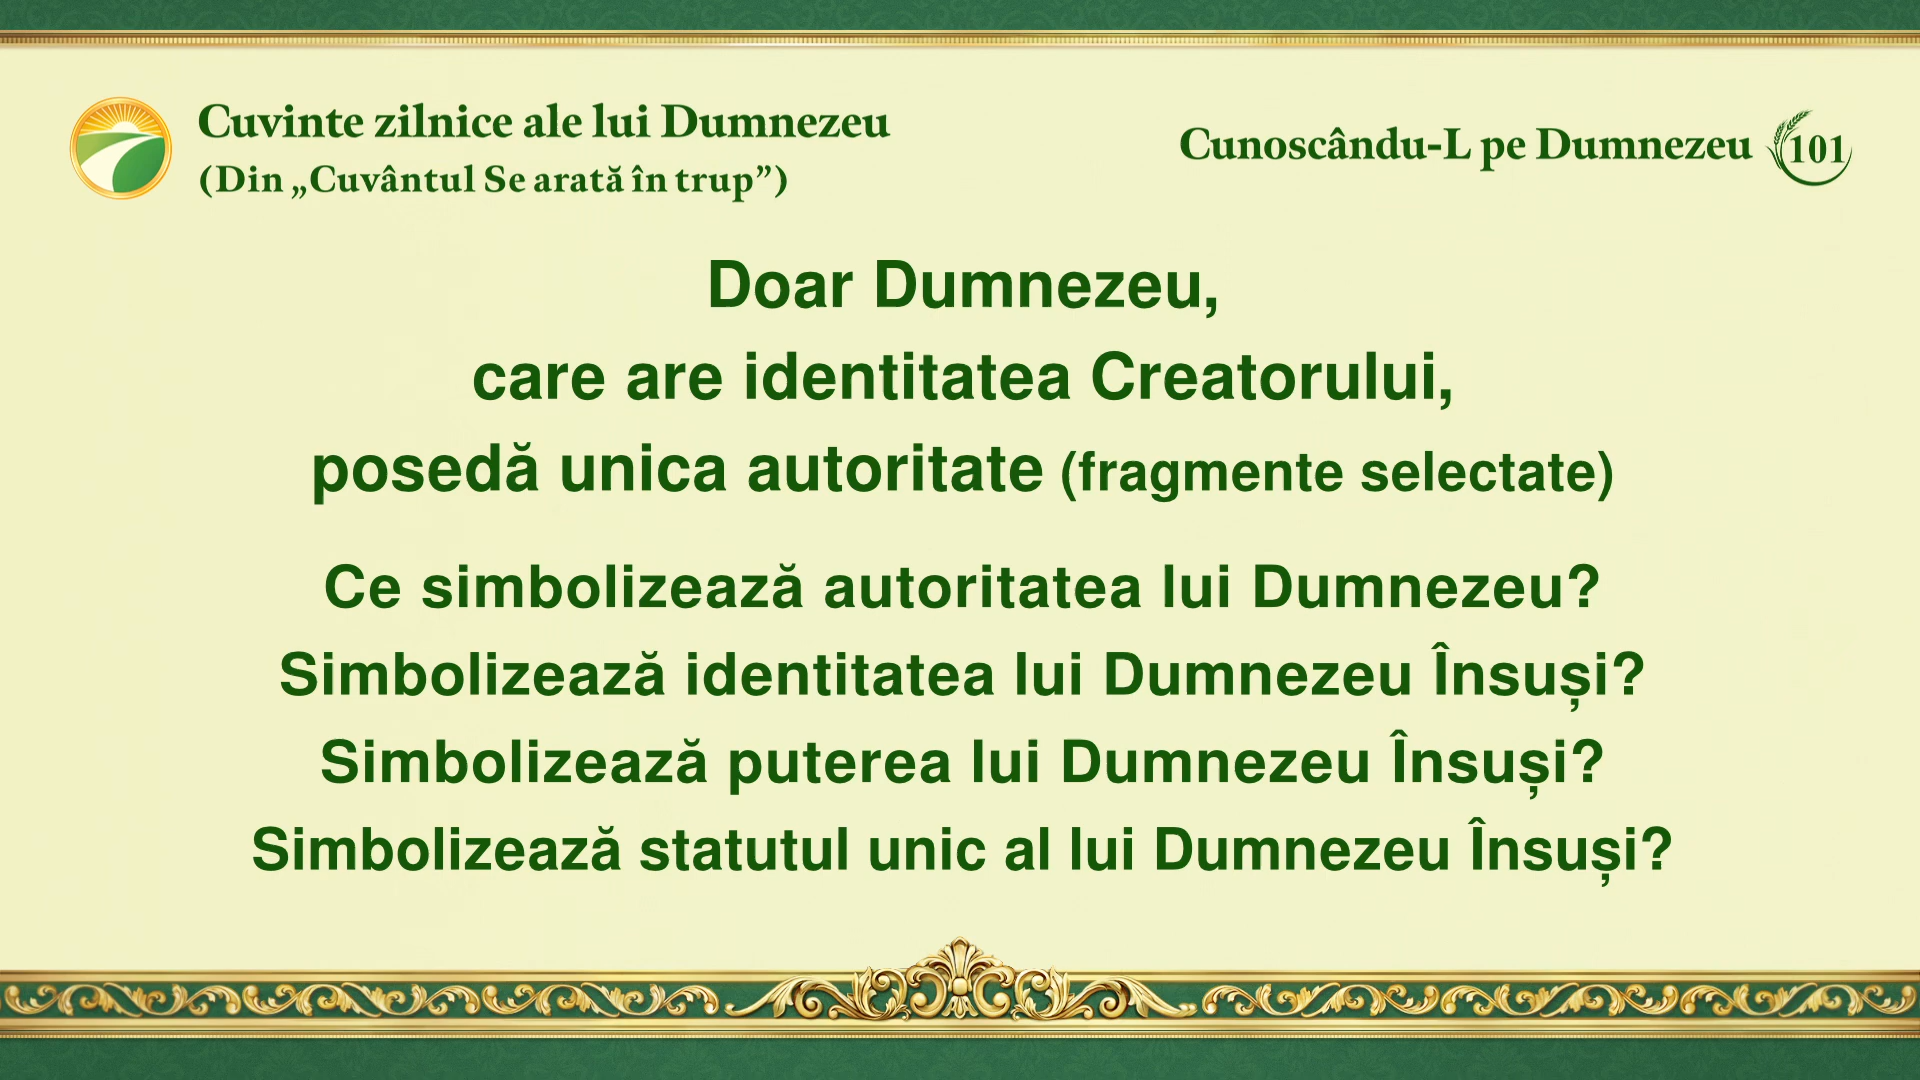 Cuvinte zilnice ale lui Dumnezeu
(Din „Cuvântul Se arată în trup”)
Cunoscându-L pe Dumnezeu 101
Doar Dumnezeu,
care are identitatea Creatorului,
posedă unica autoritate (fragmente selectate)
Ce simbolizează autoritatea lui Dumnezeu?
Simbolizează identitatea lui Dumnezeu Însuși?
Simbolizează puterea lui Dumnezeu Însuși?
Simbolizează statutul unic al lui Dumnezeu Însuși?